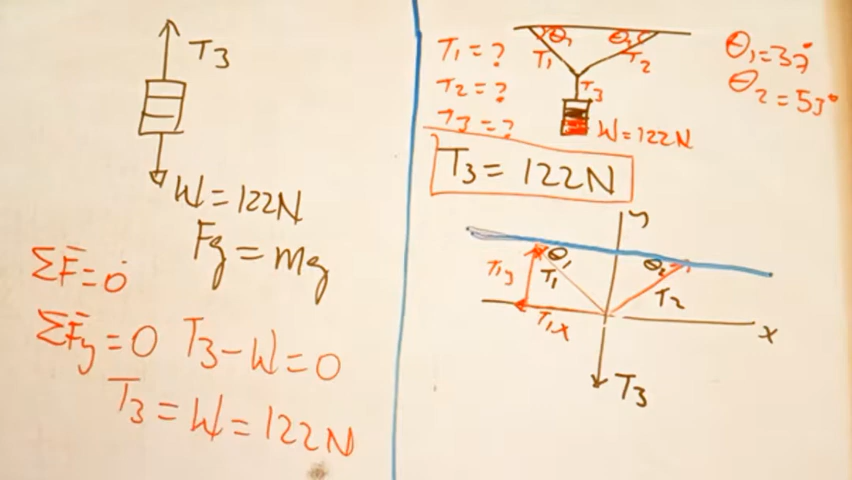 T3
W=122N
Fg = mg
ΣF̄=0
ΣF̄y=0 T3-W=0
T3=W=122N
T1=?
T2=?
T3=?
θ1
θ2
T1
T2
T3
W=122N
θ1=37°
θ2=53°
T3=122N
y
θ1
θ2
T1y
T1
T2
T1x
x
T3